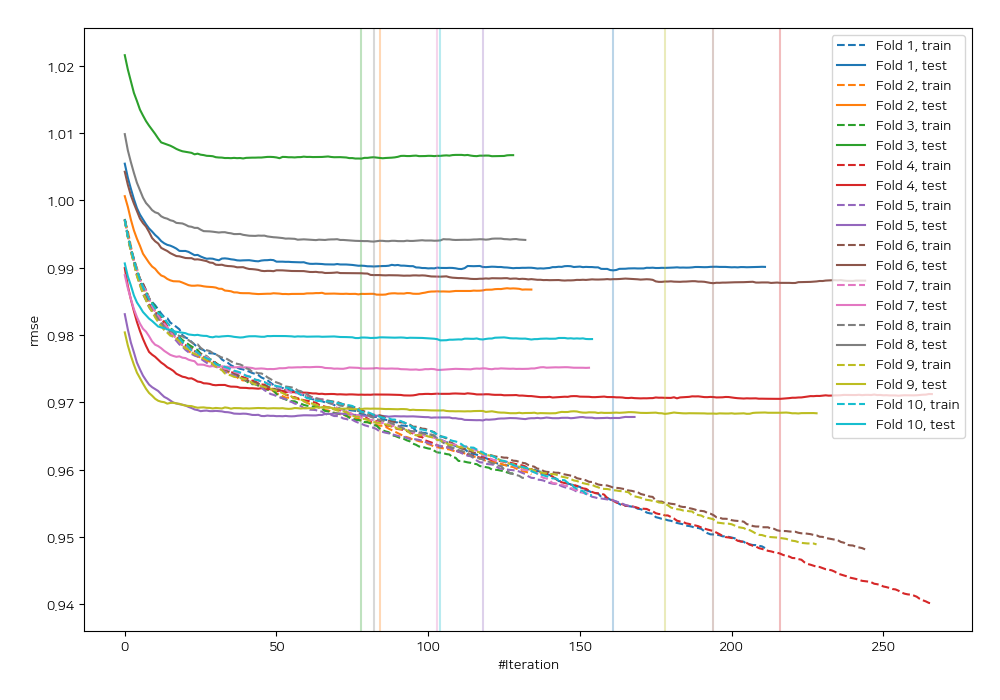 1,02
1,01
1,00
0,99
0,98
0,97
0,96
0,95
0,94
rmse
0
50
100
150
200
250
#Iteration
Fold 1, train
Fold 1, test
Fold 2, train
Fold 2, test
Fold 3, train
Fold 3, test
Fold 4, train
Fold 4, test
Fold 5, train
Fold 5, test
Fold 6, train
Fold 6, test
Fold 7, train
Fold 7, test
Fold 8, train
Fold 8, test
Fold 9, train
Fold 9, test
Fold 10, train
Fold 10, test